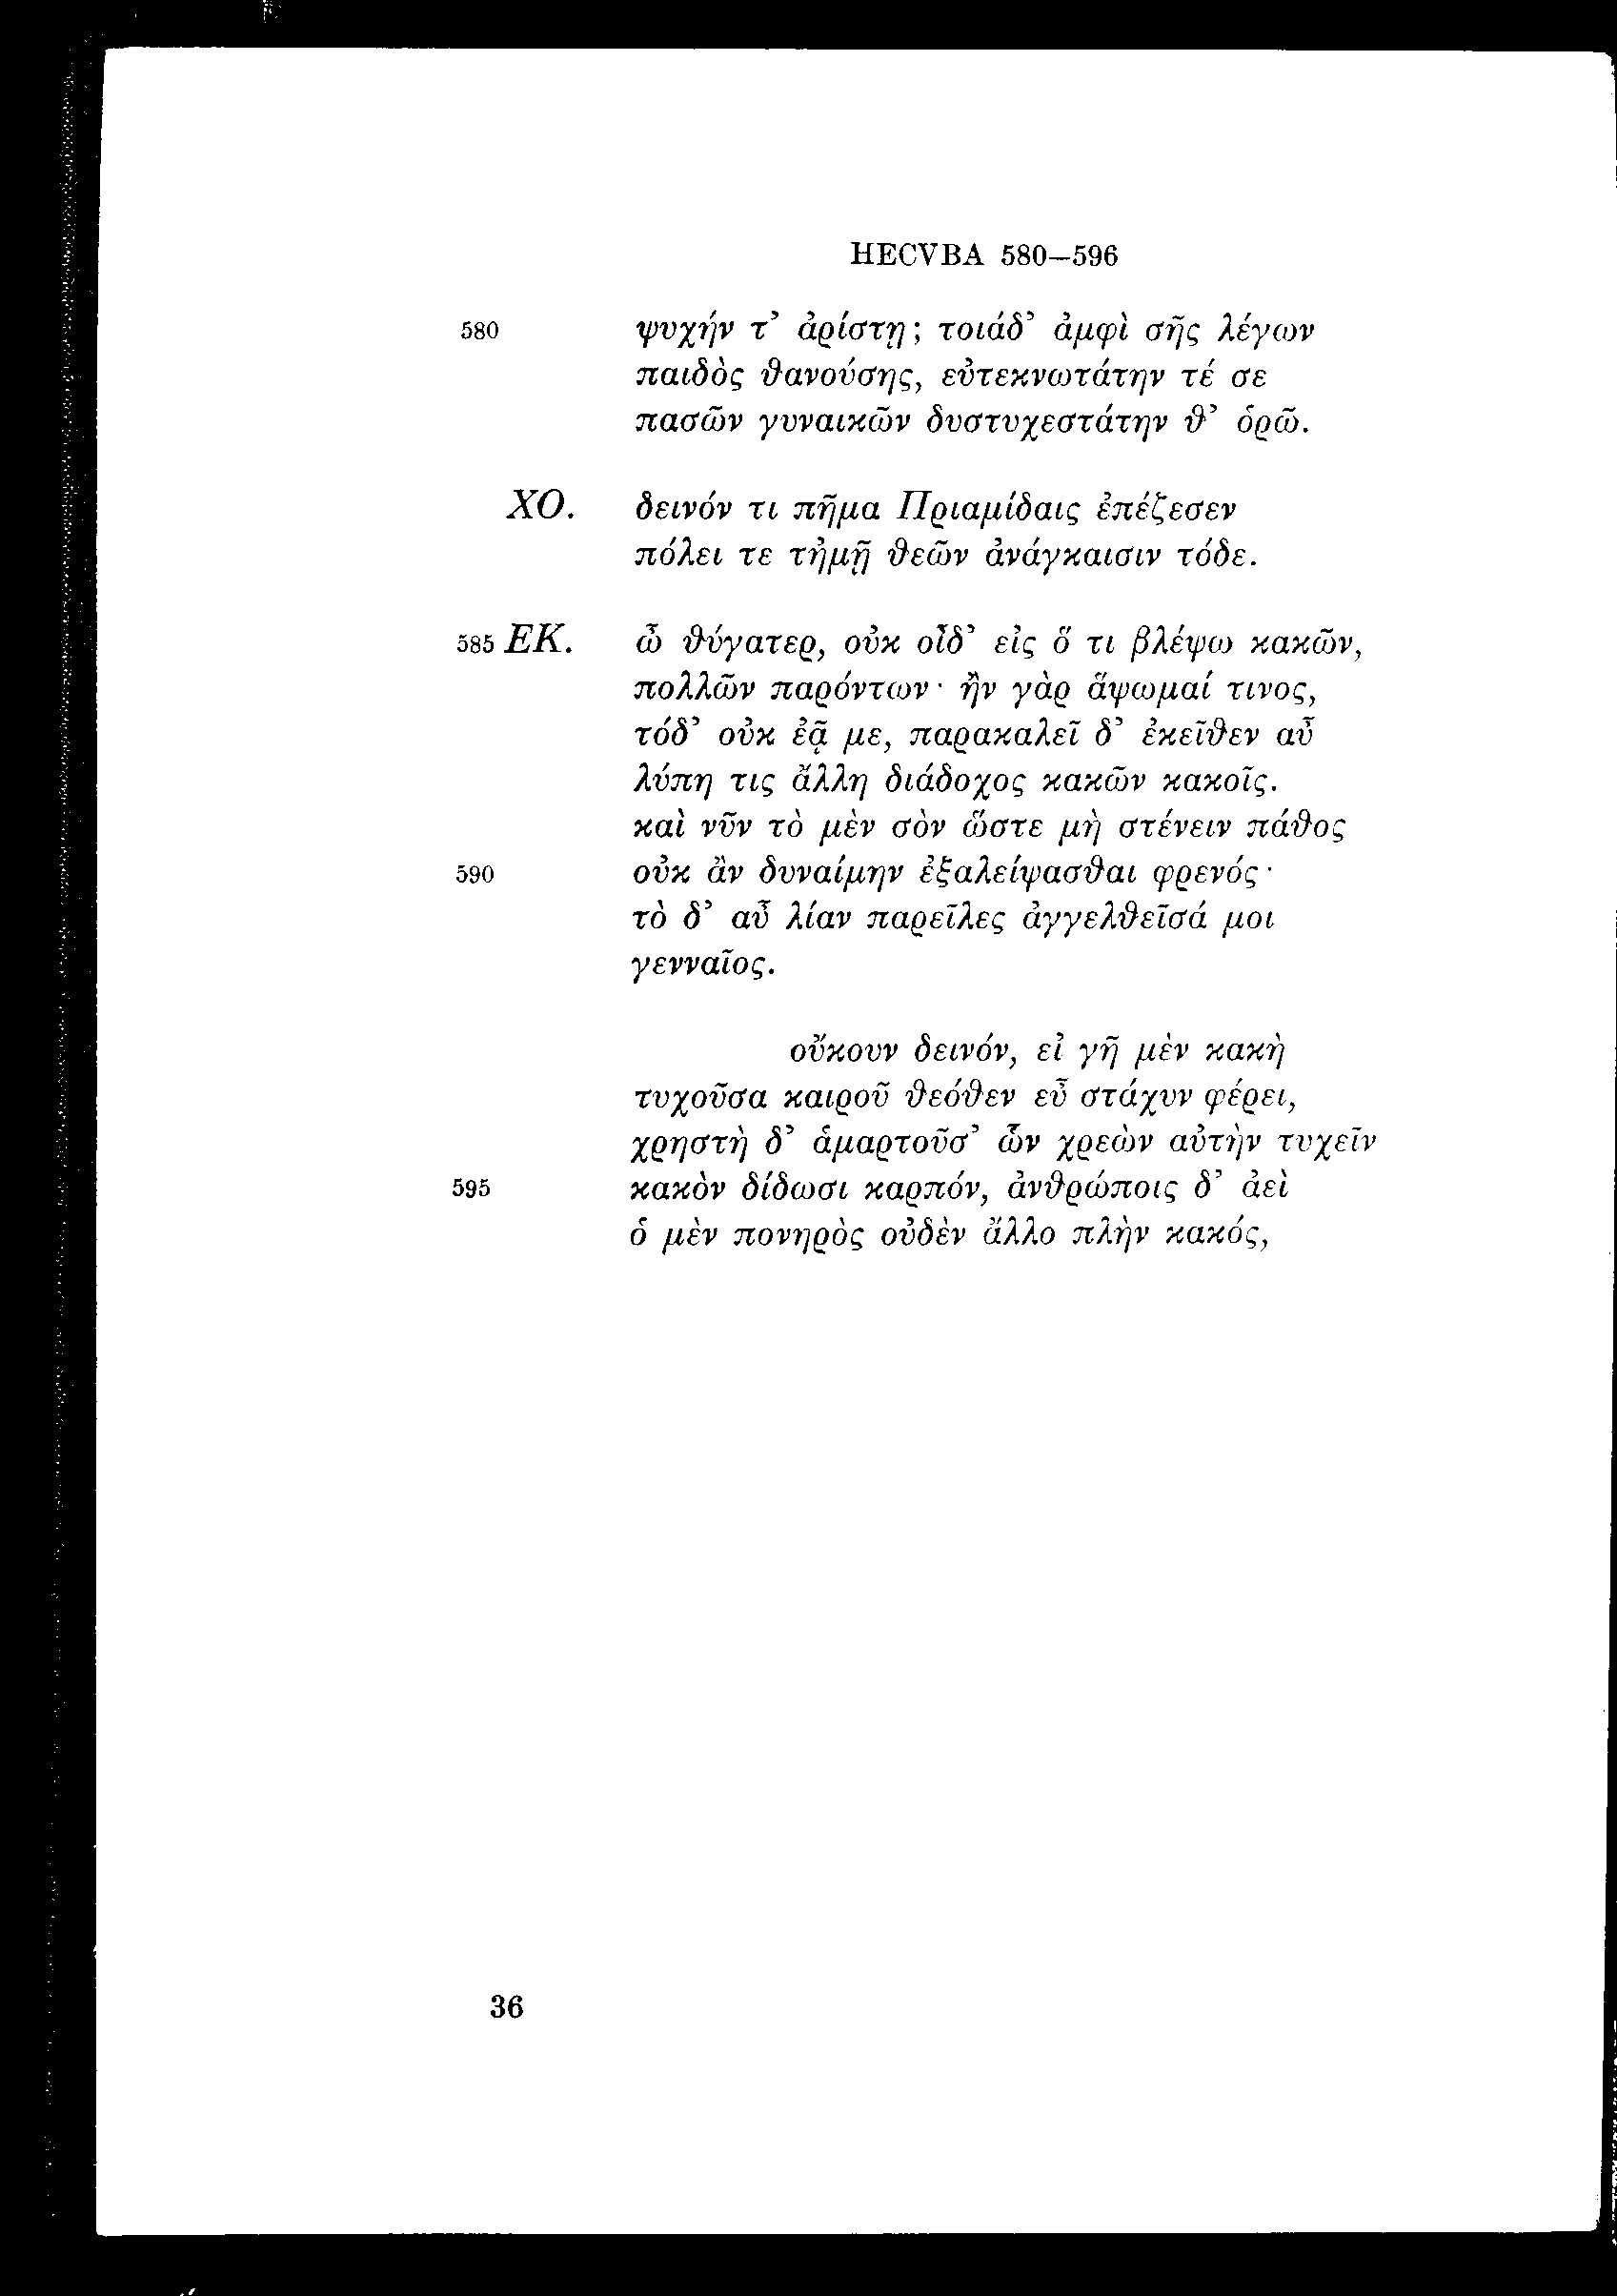 HECVBA 580–596
580 ψυχήν τ’ ἀρίστῃ; τοιάδ’ ἀμφὶ σῆς λέγων
παιδὸς θανούσης, εὐτεκνωτάτην τέ σε
πασῶν γυναικῶν δυστυχεστάτην θ’ ὁρῶ.
ΧΟ. δεινόν τι πῆμα Πριαμίδαις ἐπέζεσεν
πόλει τε τἠμῇ θεῶν ἀνάγκαισιν τόδε.
585 ΕΚ. ὦ θύγατερ, οὐκ οἶδ’ εἰς ὅ τι βλέψω κακῶν,
πολλῶν παρόντων· ἢν γὰρ ἅψωμαί τινος,
τόδ’ οὐκ ἐᾷ με, παρακαλεῖ δ’ ἐκεῖθεν αὖ
λύπη τις ἄλλη διάδοχος κακῶν κακοῖς.
καὶ νῦν τὸ μὲν σὸν ὥστε μὴ στένειν πάθος
590 οὐκ ἂν δυναίμην ἐξαλείψασθαι φρενός·
τὸ δ’ αὖ λίαν παρεῖλες ἀγγελθεῖσά μοι
γενναῖος.
οὔκουν δεινόν, εἰ γῆ μὲν κακὴ
τυχοῦσα καιροῦ θεόθεν εὖ στάχυν φέρει,
χρηστὴ δ’ ἁμαρτοῦσ’ ὧν χρεὼν αὐτὴν τυχεῖν
595 κακὸν δίδωσι καρπόν, ἀνθρώποις δ’ ἀεὶ
ὁ μὲν πονηρὸς οὐδὲν ἄλλο πλὴν κακός,
36